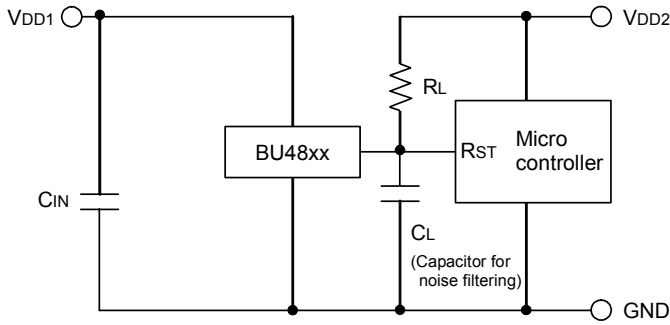 VDD1
VDD2
RL
BU48xx
RST
Micro
controller
CIN
CL
(Capacitor for
noise filtering)
GND